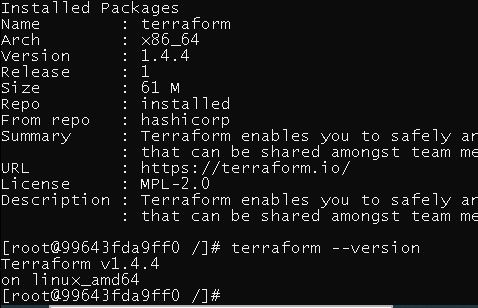 Installed Packages
Name         : terraform
Arch         : x86_64
Version      : 1.4.4
Release      : 1
Size         : 61 M
Repo         : installed
From repo    : hashicorp
Summary      : Terraform enables you to safely an
             : that can be shared amongst team me
URL          : https://terraform.io/
License      : MPL-2.0
Description  : Terraform enables you to safely an
             : that can be shared amongst team me
[root@99643fda9ff0 /]# terraform --version
Terraform v1.4.4
on linux_amd64
[root@99643fda9ff0 /]#